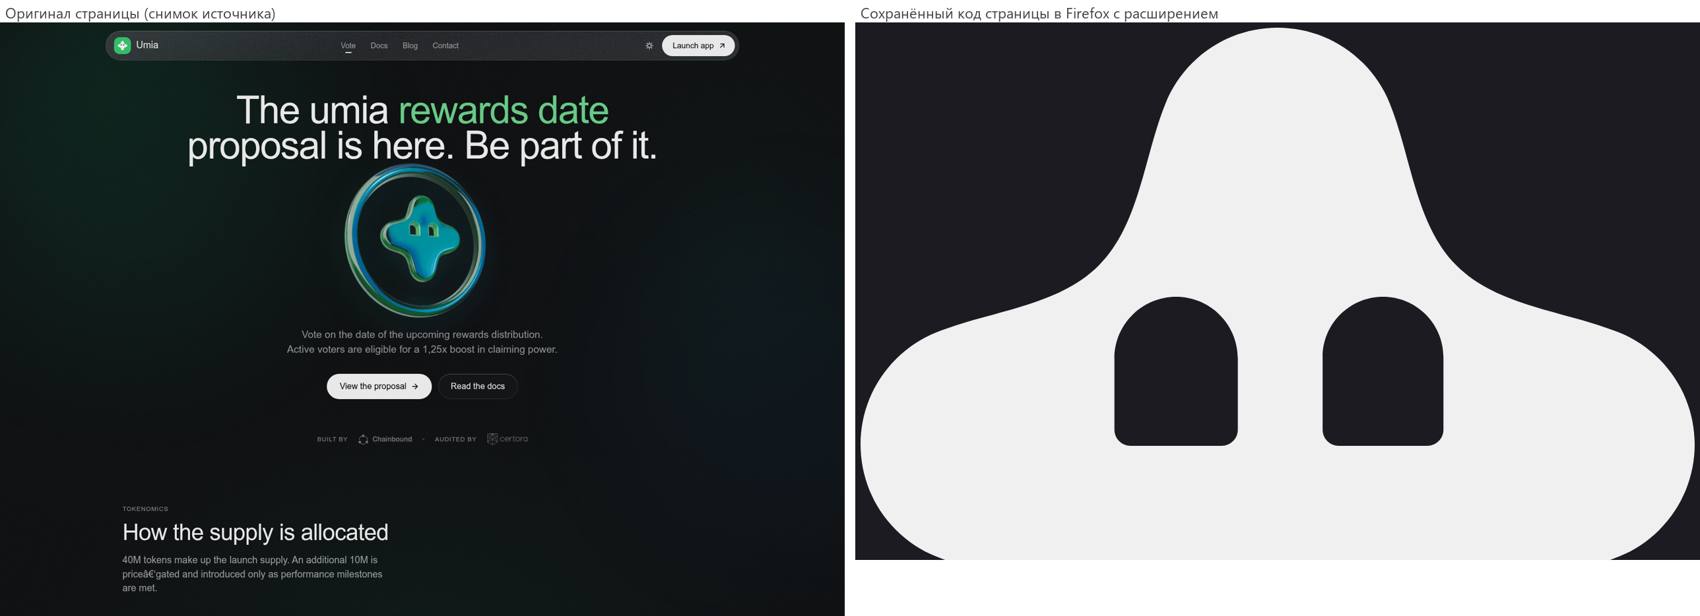 Оригинал страницы (снимок источника)
Сохранённый код страницы в Firefox с расширением
Umia
Vote
Docs
Blog
Contact
Launch app
The umia rewards date
proposal is here. Be part of it.
Vote on the date of the upcoming rewards distribution.
Active voters are eligible for a 1,25x boost in claiming power.
View the proposal
Read the docs
BUILT BY
Chainbound
AUDITED BY
certora
TOKENOMICS
How the supply is allocated
40M tokens make up the launch supply. An additional 10M is
priceâ€'gated and introduced only as performance milestones
are met.